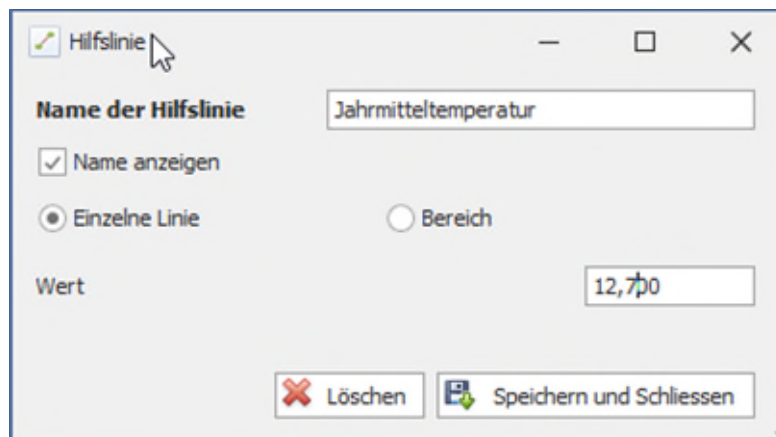 Hilfslinie
Name der Hilfslinie Jahrmitteltemperatur
Name anzeigen
Einzelne Linie Bereich
Wert 12,700
Löschen Speichern und Schliessen